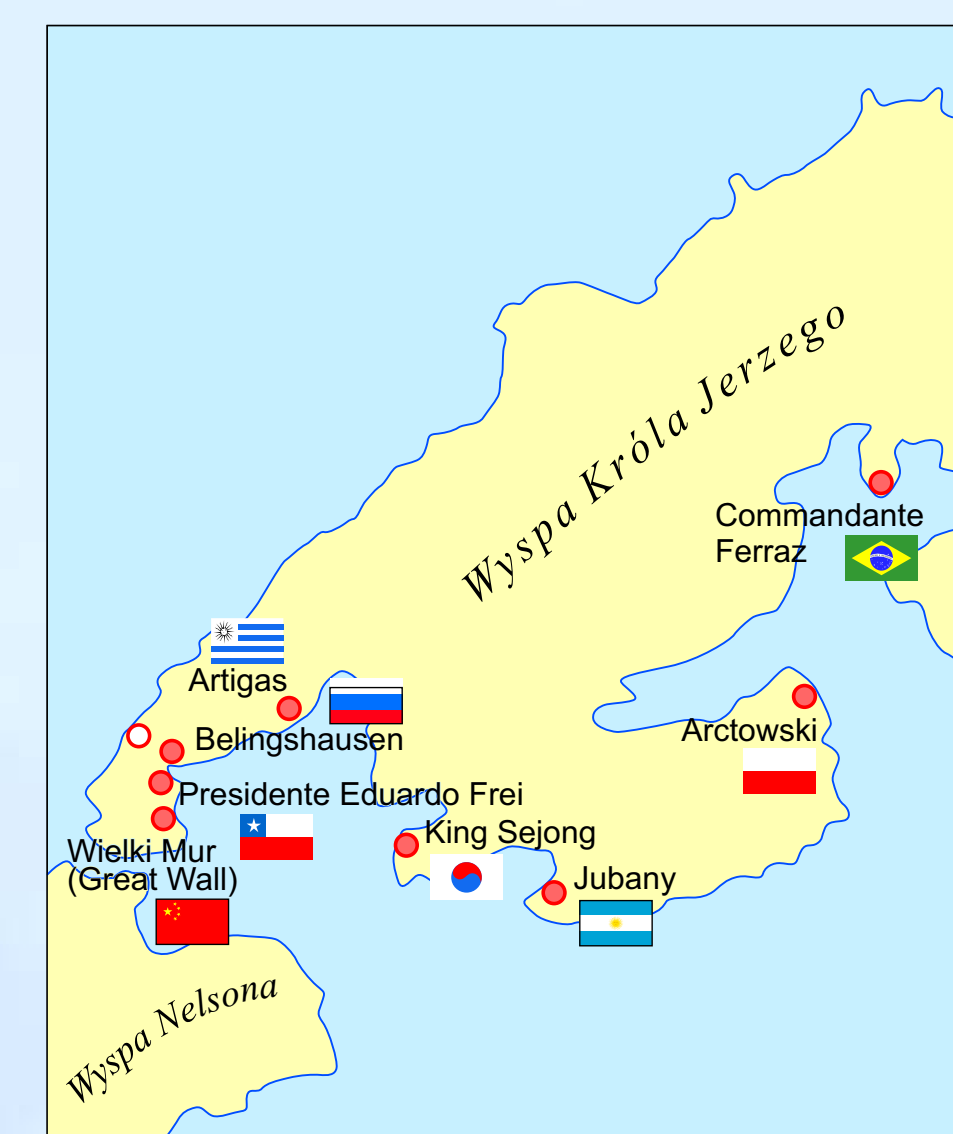 Wyspa Króla Jerzego
Commandante
Ferraz
Artigas
Arctowski
Belingshausen
Presidente Eduardo Frei
King Sejong
Wielki Mur
(Great Wall)
Jubany
Wyspa Nelsona